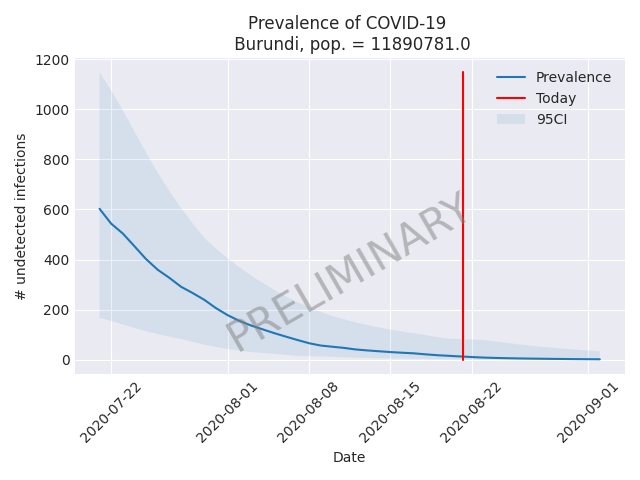 Prevalence of COVID-19
Burundi, pop. = 11890781.0
1200
1000
800
600
400
200
0
# undetected infections
Prevalence
Today
95CI
PRELIMINARY
2020-07-22
2020-08-01
2020-08-08
2020-08-15
2020-08-22
2020-09-01
Date